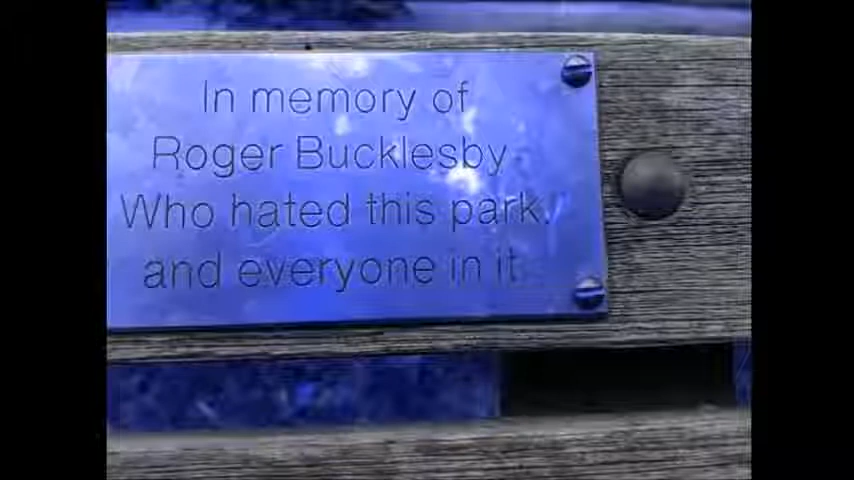 In memory of
Roger Bucklesby
Who hated this park.
and everyone in it